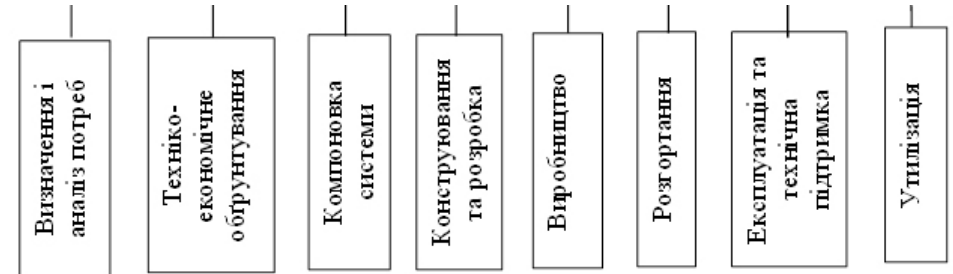 Визначення і
аналіз потреб
Техніко-
економічне
обґрунтування
Компоновка
системи
Конструювання
та розробка
Виробництво
Розгортання
Експлуатація та
технічна
підтримка
Утилізація